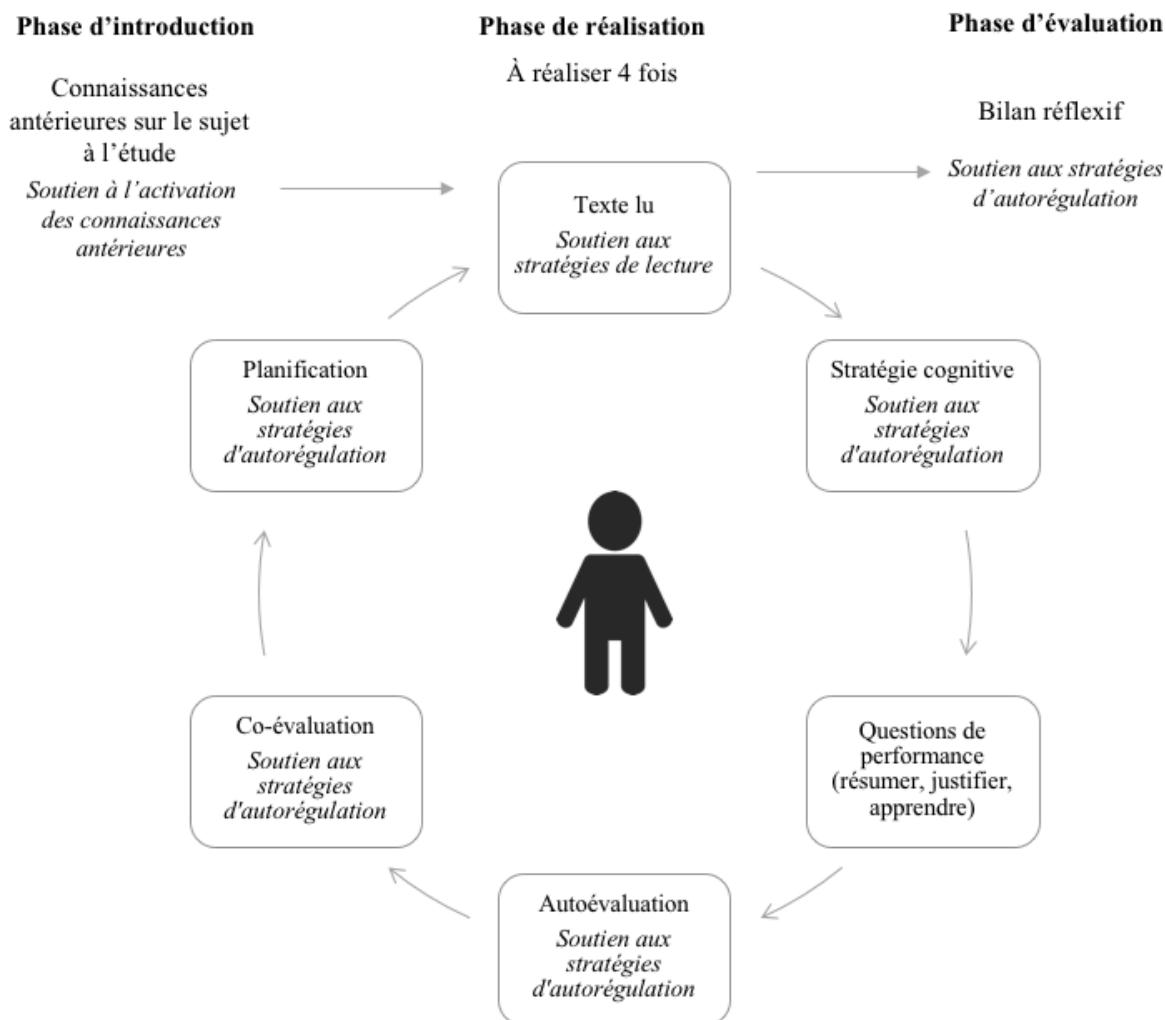 Phase d’introduction
Connaissances
antérieures sur le sujet
à l’étude
Soutien à l’activation
des connaissances
antérieures
Phase de réalisation
À réaliser 4 fois
Phase d’évaluation
Bilan réflexif
Soutien aux stratégies
d’autorégulation
Texte lu
Soutien aux
stratégies de lecture
Stratégie cognitive
Soutien aux
stratégies
d'autorégulation
Questions de
performance
(résumer, justifier,
apprendre)
Autoévaluation
Soutien aux
stratégies
d'autorégulation
Co-évaluation
Soutien aux
stratégies
d'autorégulation
Planification
Soutien aux
stratégies
d'autorégulation